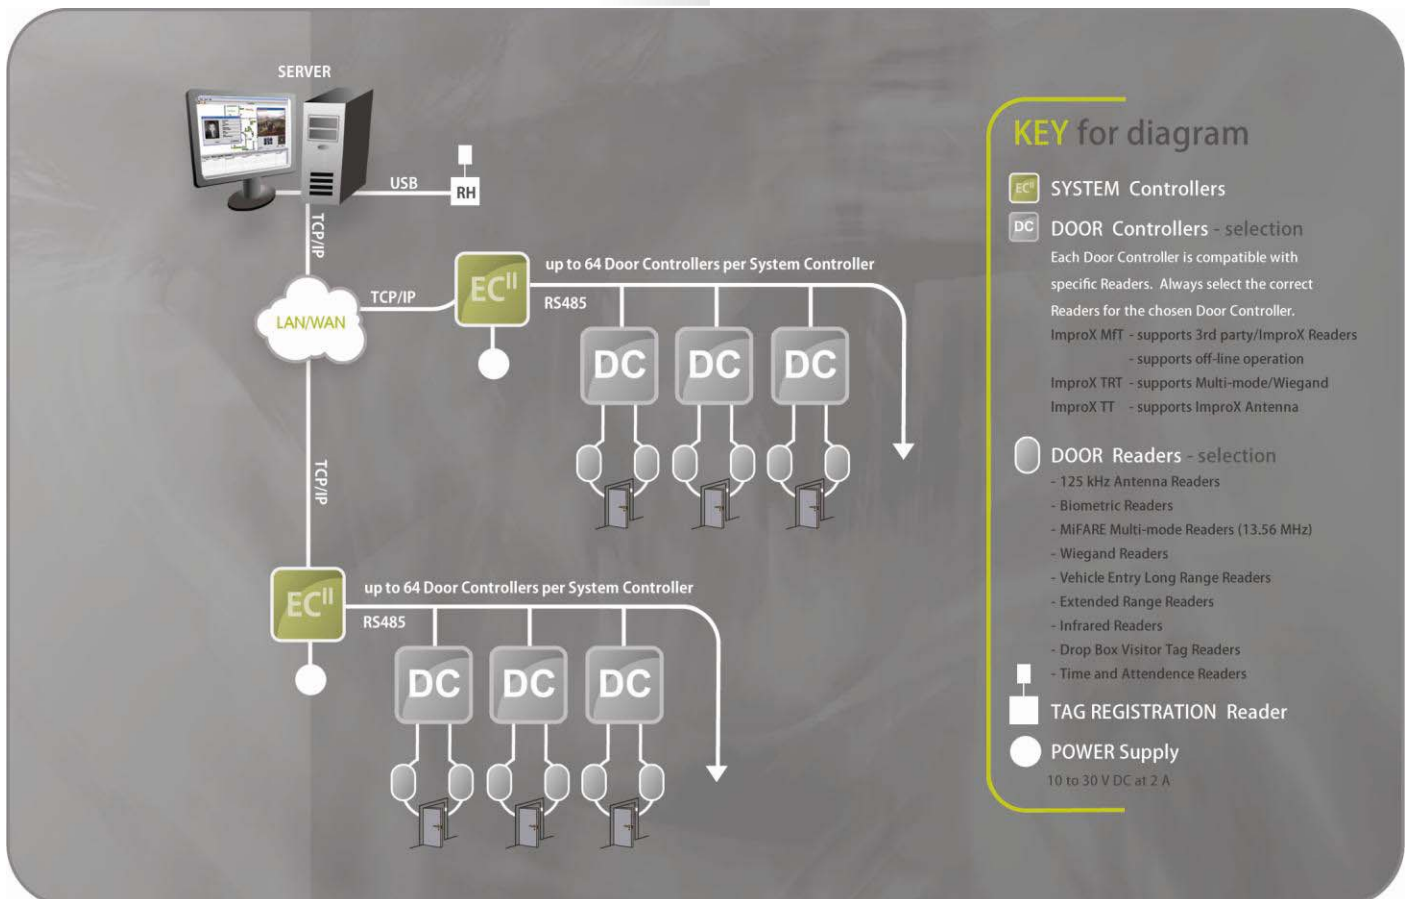 SERVER
USB
RH
TCP/IP
LAN/WAN
TCP/IP
EC II
up to 64 Door Controllers per System Controller
RS485
DC DC DC
TCP/IP
EC II
up to 64 Door Controllers per System Controller
RS485
DC DC DC
KEY for diagram
EC II SYSTEM Controllers
DC DOOR Controllers - selection
Each Door Controller is compatible with
specific Readers. Always select the correct
Readers for the chosen Door Controller.
ImproX MfT - supports 3rd party/ImproX Readers
- supports off-line operation
ImproX TRT - supports Multi-mode/Wiegand
ImproX TT - supports ImproX Antenna
DOOR Readers - selection
- 125 kHz Antenna Readers
- Biometric Readers
- MiFARE Multi-mode Readers (13.56 MHz)
- Wiegand Readers
- Vehicle Entry Long Range Readers
- Extended Range Readers
- Infrared Readers
- Drop Box Visitor Tag Readers
- Time and Attendence Readers
TAG REGISTRATION Reader
POWER Supply
10 to 30 V DC at 2 A